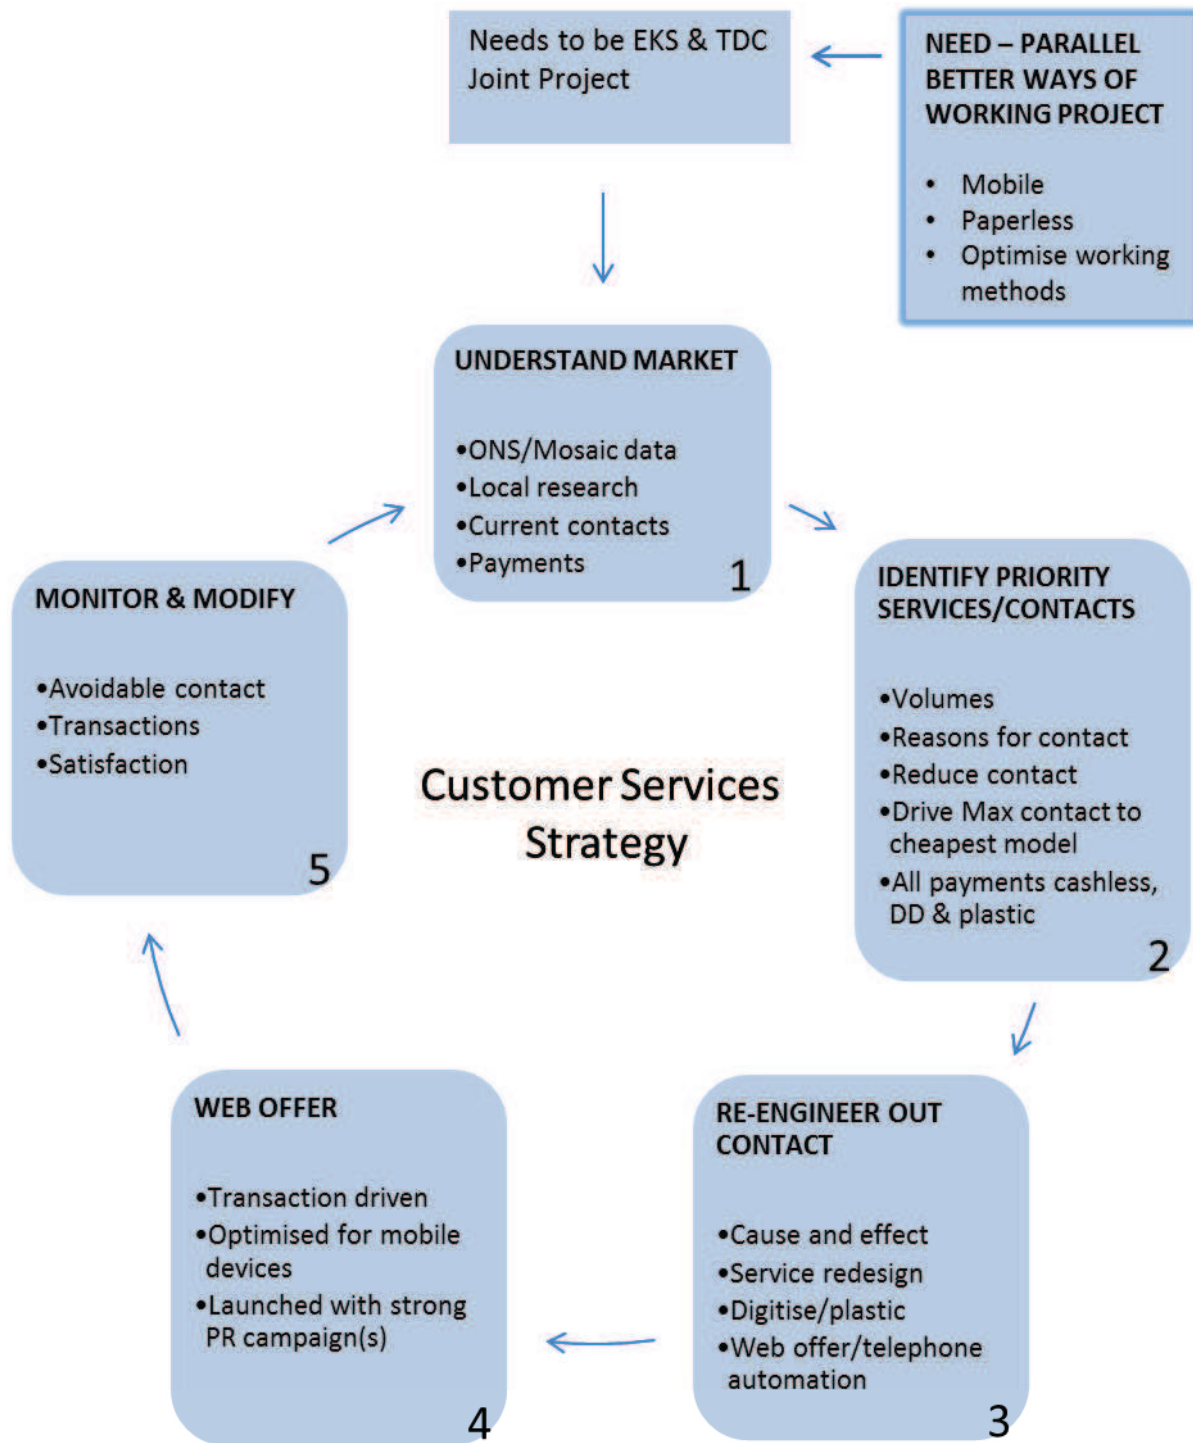 Needs to be EKS & TDC
Joint Project
NEED – PARALLEL
BETTER WAYS OF
WORKING PROJECT
• Mobile
• Paperless
• Optimise working
methods
UNDERSTAND MARKET
•ONS/Mosaic data
•Local research
•Current contacts
•Payments
1
IDENTIFY PRIORITY
SERVICES/CONTACTS
•Volumes
•Reasons for contact
•Reduce contact
•Drive Max contact to
cheapest model
•All payments cashless,
DD & plastic
2
RE-ENGINEER OUT
CONTACT
•Cause and effect
•Service redesign
•Digitise/plastic
•Web offer/telephone
automation
3
WEB OFFER
•Transaction driven
•Optimised for mobile
devices
•Launched with strong
PR campaign(s)
4
MONITOR & MODIFY
•Avoidable contact
•Transactions
•Satisfaction
5
Customer Services
Strategy